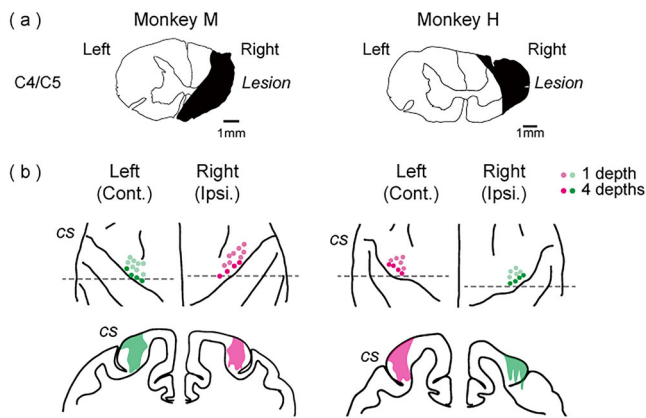 ( a )
Monkey M
Monkey H
Left
Right
Left
Right
C4/C5
Lesion
Lesion
1mm
1mm
( b )
Left
(Cont.)
Right
(Ipsi.)
Left
(Cont.)
Right
(Ipsi.)
1 depth
4 depths
cs
cs
cs
cs